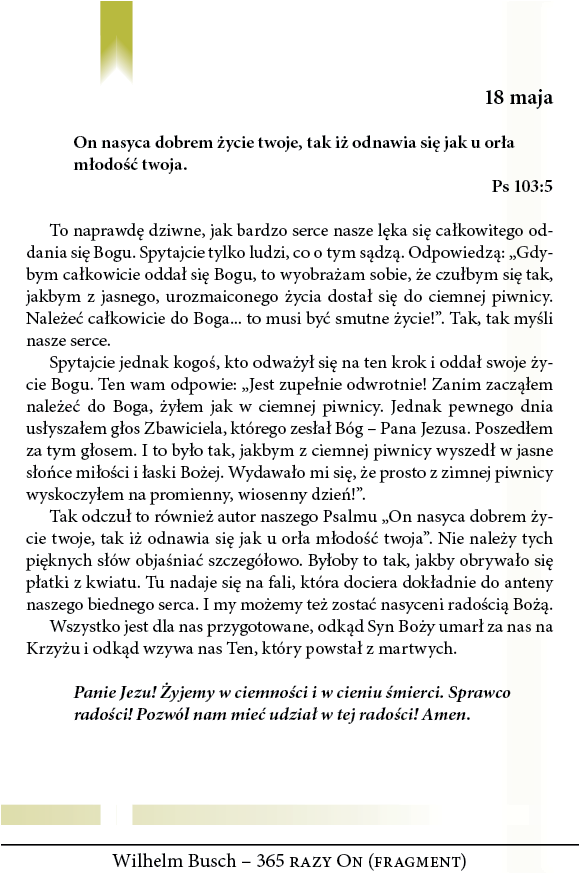 18 maja
On nasyca dobrem życie twoje, tak iż odnawia się jak u orła
młodość twoja.
Ps 103:5
To naprawdę dziwne, jak bardzo serce nasze lęka się całkowitego od-
dania się Bogu. Spytajcie tylko ludzi, co o tym sądzą. Odpowiedzą: „Gdy-
bym całkowicie oddał się Bogu, to wyobrażam sobie, że czułbym się tak,
jakbym z jasnego, urozmaiconego życia dostał się do ciemnej piwnicy.
Należeć całkowicie do Boga... to musi być smutne życie!”. Tak, tak myśli
nasze serce.
Spytajcie jednak kogoś, kto odważył się na ten krok i oddał swoje ży-
cie Bogu. Ten wam odpowie: „Jest zupełnie odwrotnie! Zanim zacząłem
należeć do Boga, żyłem jak w ciemnej piwnicy. Jednak pewnego dnia
usłyszałem głos Zbawiciela, którego zesłał Bóg – Pana Jezusa. Poszedłem
za tym głosem. I to było tak, jakbym z ciemnej piwnicy wyszedł w jasne
słońce miłości i łaski Bożej. Wydawało mi się, że prosto z zimnej piwnicy
wyskoczyłem na promienny, wiosenny dzień!”.
Tak odczuł to również autor naszego Psalmu „On nasyca dobrem ży-
cie twoje, tak iż odnawia się jak u orła młodość twoja”. Nie należy tych
pięknych słów objaśniać szczegółowo. Byłoby to tak, jakby obrywało się
płatki z kwiatu. Tu nadaje się na fali, która dociera dokładnie do anteny
naszego biednego serca. I my możemy też zostać nasyceni radością Bożą.
Wszystko jest dla nas przygotowane, odkąd Syn Boży umarł za nas na
Krzyżu i odkąd wzywa nas Ten, który powstał z martwych.
Panie Jezu! Żyjemy w ciemności i w cieniu śmierci. Sprawco
radości! Pozwól nam mieć udział w tej radości! Amen.
Wilhelm Busch – 365 razy On (fragment)